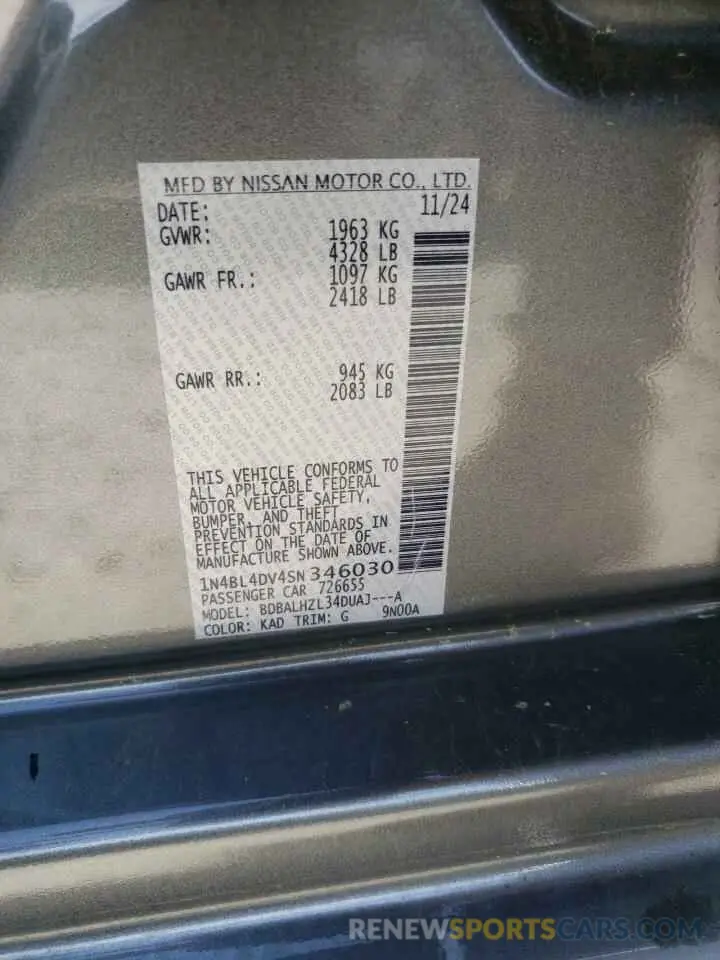 MFD BY NISSAN MOTOR CO., LTD.
DATE: 11/24
GVWR: 1963 KG
4328 LB
GAWR FR.: 1097 KG
2418 LB
GAWR RR.: 945 KG
2083 LB
THIS VEHICLE CONFORMS TO
ALL APPLICABLE FEDERAL
MOTOR VEHICLE SAFETY,
BUMPER, AND THEFT
PREVENTION STANDARDS IN
EFFECT ON THE DATE OF
MANUFACTURE SHOWN ABOVE.
1N4BL4DV4SN346030
PASSENGER CAR 726655
MODEL: BDBALHZL34DUAJ---A
COLOR: KAD TRIM: G 9N00A
RENEWSPORTSCARS.COM